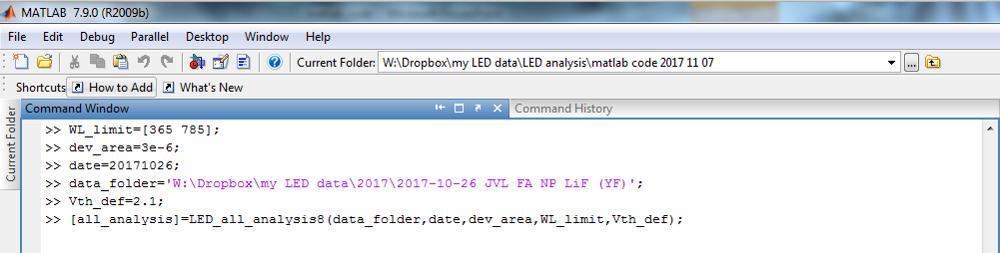 MATLAB 7.9.0 (R2009b)
File Edit Debug Parallel Desktop Window Help
Current Folder: W:\Dropbox\my LED data\LED analysis\matlab code 2017 11 07 ...
Shortcuts How to Add What's New
Current Folder
Command Window Command History
>> WL_limit=[365 785];
>> dev_area=3e-6;
>> date=20171026;
>> data_folder='W:\Dropbox\my LED data\2017\2017-10-26 JVL FA NP LiF (YF)';
>> Vth_def=2.1;
>> [all_analysis]=LED_all_analysis8(data_folder,date,dev_area,WL_limit,Vth_def);